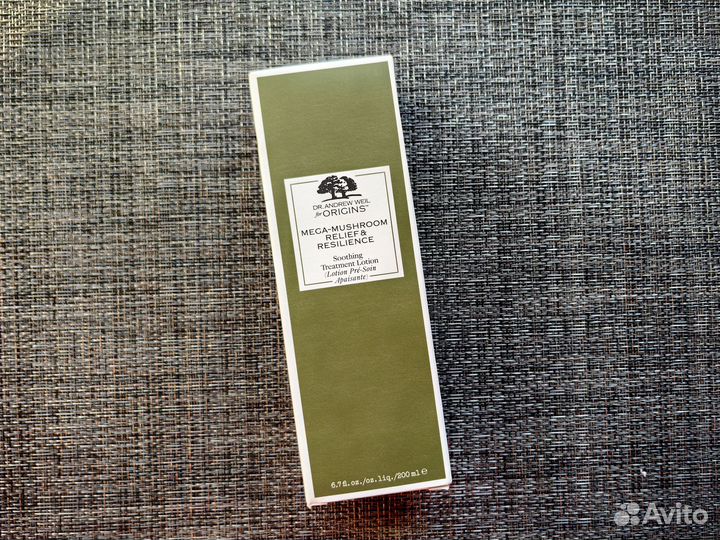 DR. ANDREW WEIL
for ORIGINS™
MEGA-MUSHROOM
RELIEF &
RESILIENCE
Soothing
Treatment Lotion
(Lotion Pré-Soin
Apaisante)
6.7 fl.oz./oz.liq./200 ml ℮
Avito